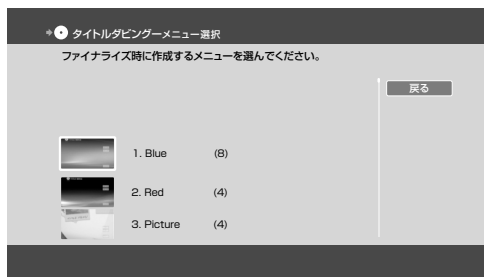 タイトルダビングーメニュー選択
ファイナライズ時に作成するメニューを選んでください。
戻る
1. Blue (8)
2. Red (4)
3. Picture (4)